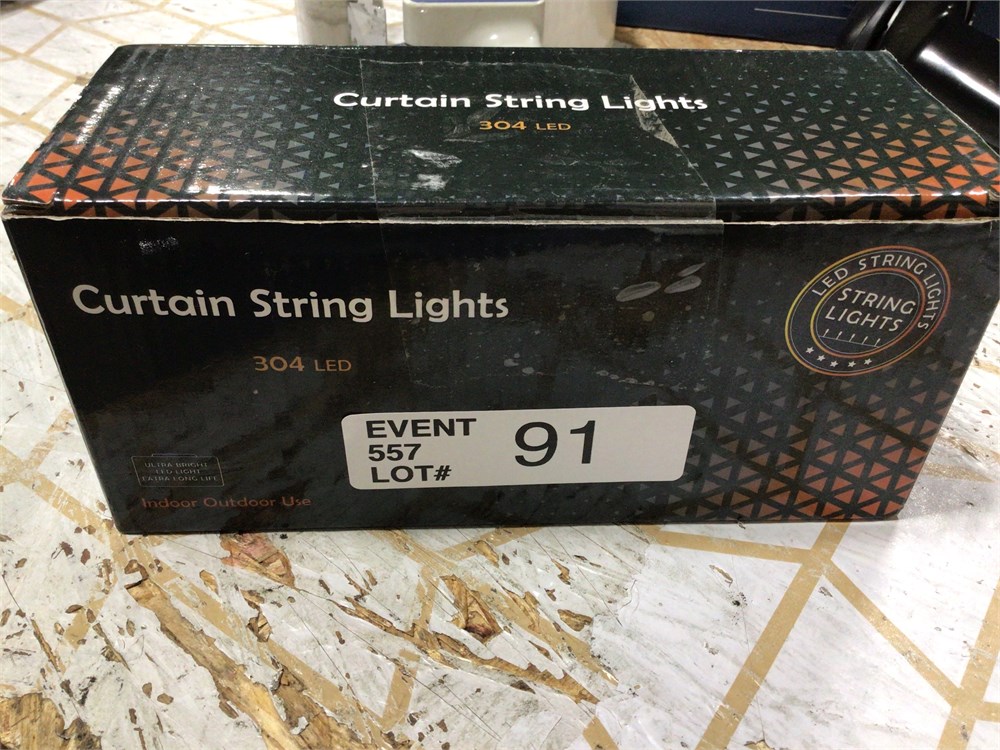 Curtain String Lights
304 LED
Curtain String Lights
304 LED
LED STRING LIGHTS
STRING
LIGHTS
EVENT
557
LOT#
91
ULTRA BRIGHT
LED LIGHT
EXTRA LONG LIFE
Indoor Outdoor Use